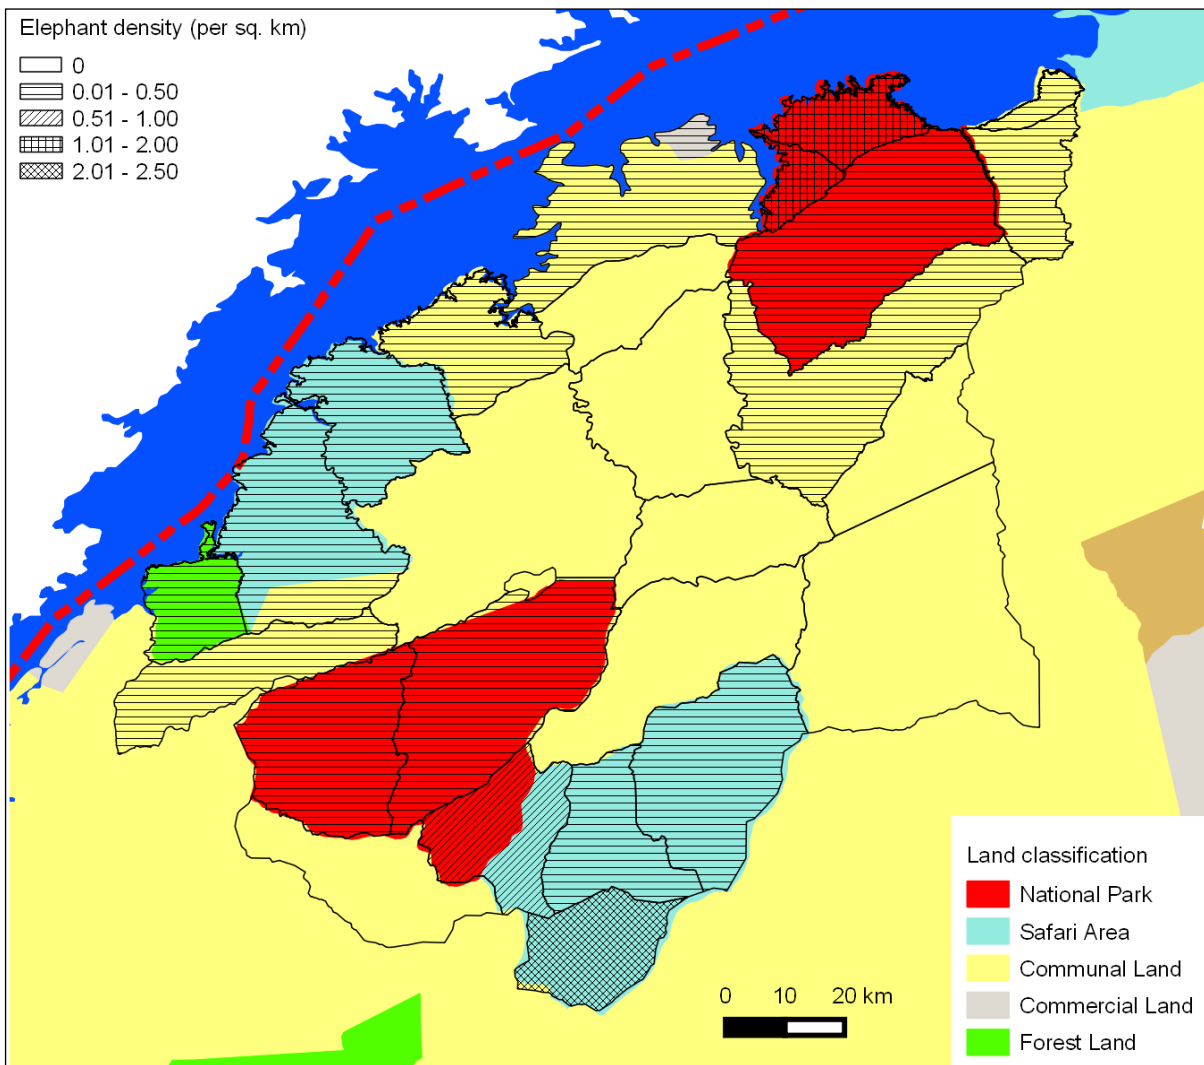 Elephant density (per sq. km)
0
0.01 - 0.50
0.51 - 1.00
1.01 - 2.00
2.01 - 2.50
Land classification
National Park
Safari Area
Communal Land
Commercial Land
Forest Land
0 10 20 km